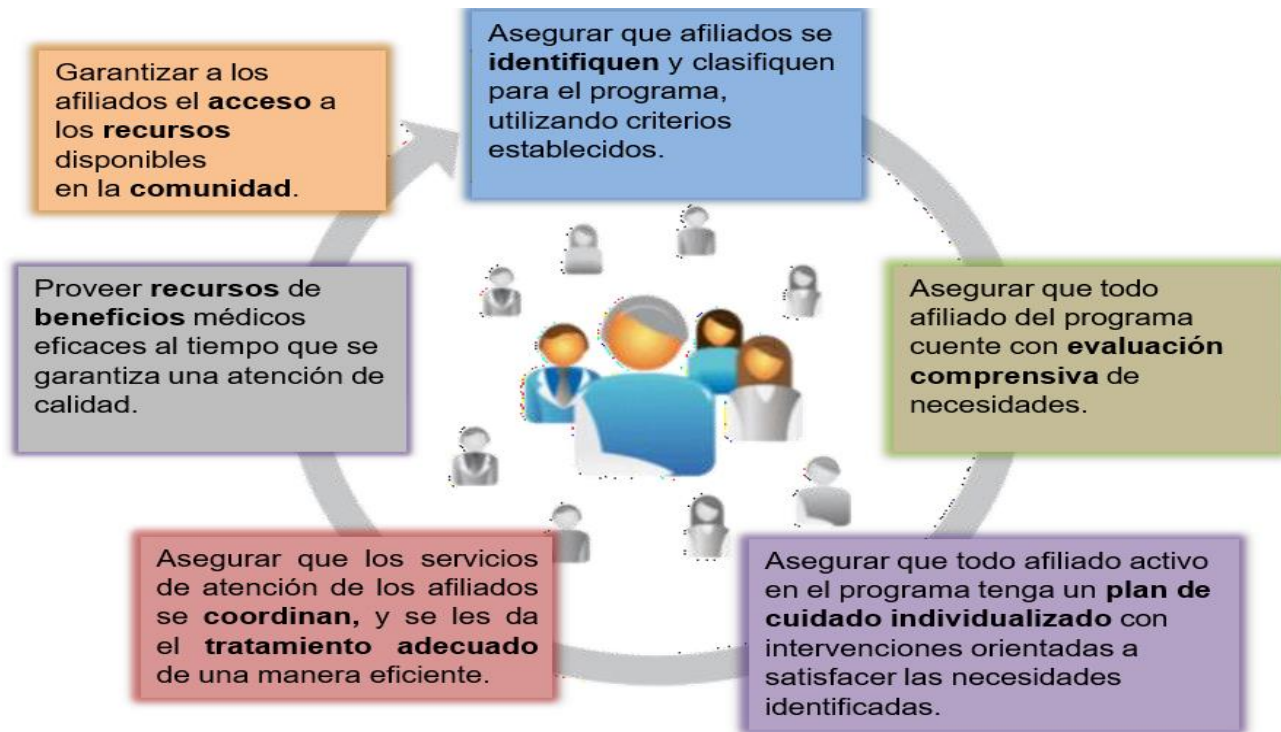 Asegurar que afiliados se
identifiquen y clasifiquen
para el programa,
utilizando criterios
establecidos.
Asegurar que todo
afiliado del programa
cuente con evaluación
comprensiva de
necesidades.
Asegurar que todo afiliado activo
en el programa tenga un plan de
cuidado individualizado con
intervenciones orientadas a
satisfacer las necesidades
identificadas.
Asegurar que los servicios
de atención de los afiliados
se coordinan, y se les da
el tratamiento adecuado
de una manera eficiente.
Proveer recursos de
beneficios médicos
eficaces al tiempo que se
garantiza una atención de
calidad.
Garantizar a los
afiliados el acceso a
los recursos
disponibles
en la comunidad.